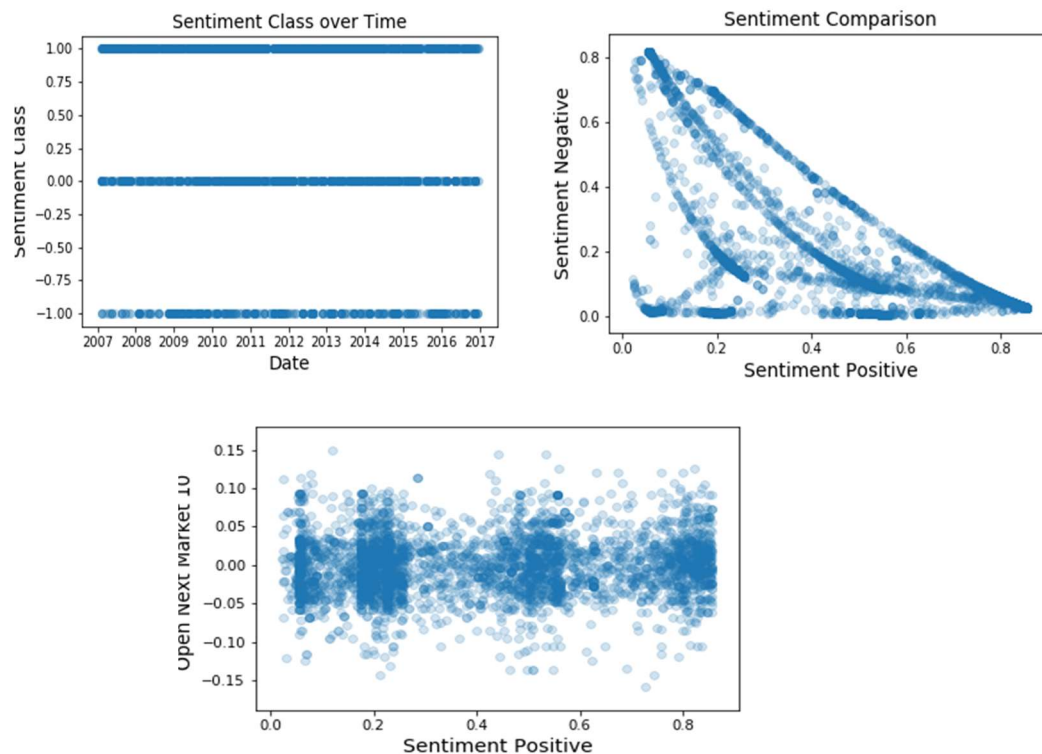 Sentiment Class over Time
Sentiment Class
1.00
0.75
0.50
0.25
0.00
−0.25
−0.50
−0.75
−1.00
2007 2008 2009 2010 2011 2012 2013 2014 2015 2016 2017
Date
Sentiment Comparison
Sentiment Negative
0.8
0.6
0.4
0.2
0.0
0.0 0.2 0.4 0.6 0.8
Sentiment Positive
Open Next Market 10
0.15
0.10
0.05
0.00
−0.05
−0.10
−0.15
0.0 0.2 0.4 0.6 0.8
Sentiment Positive